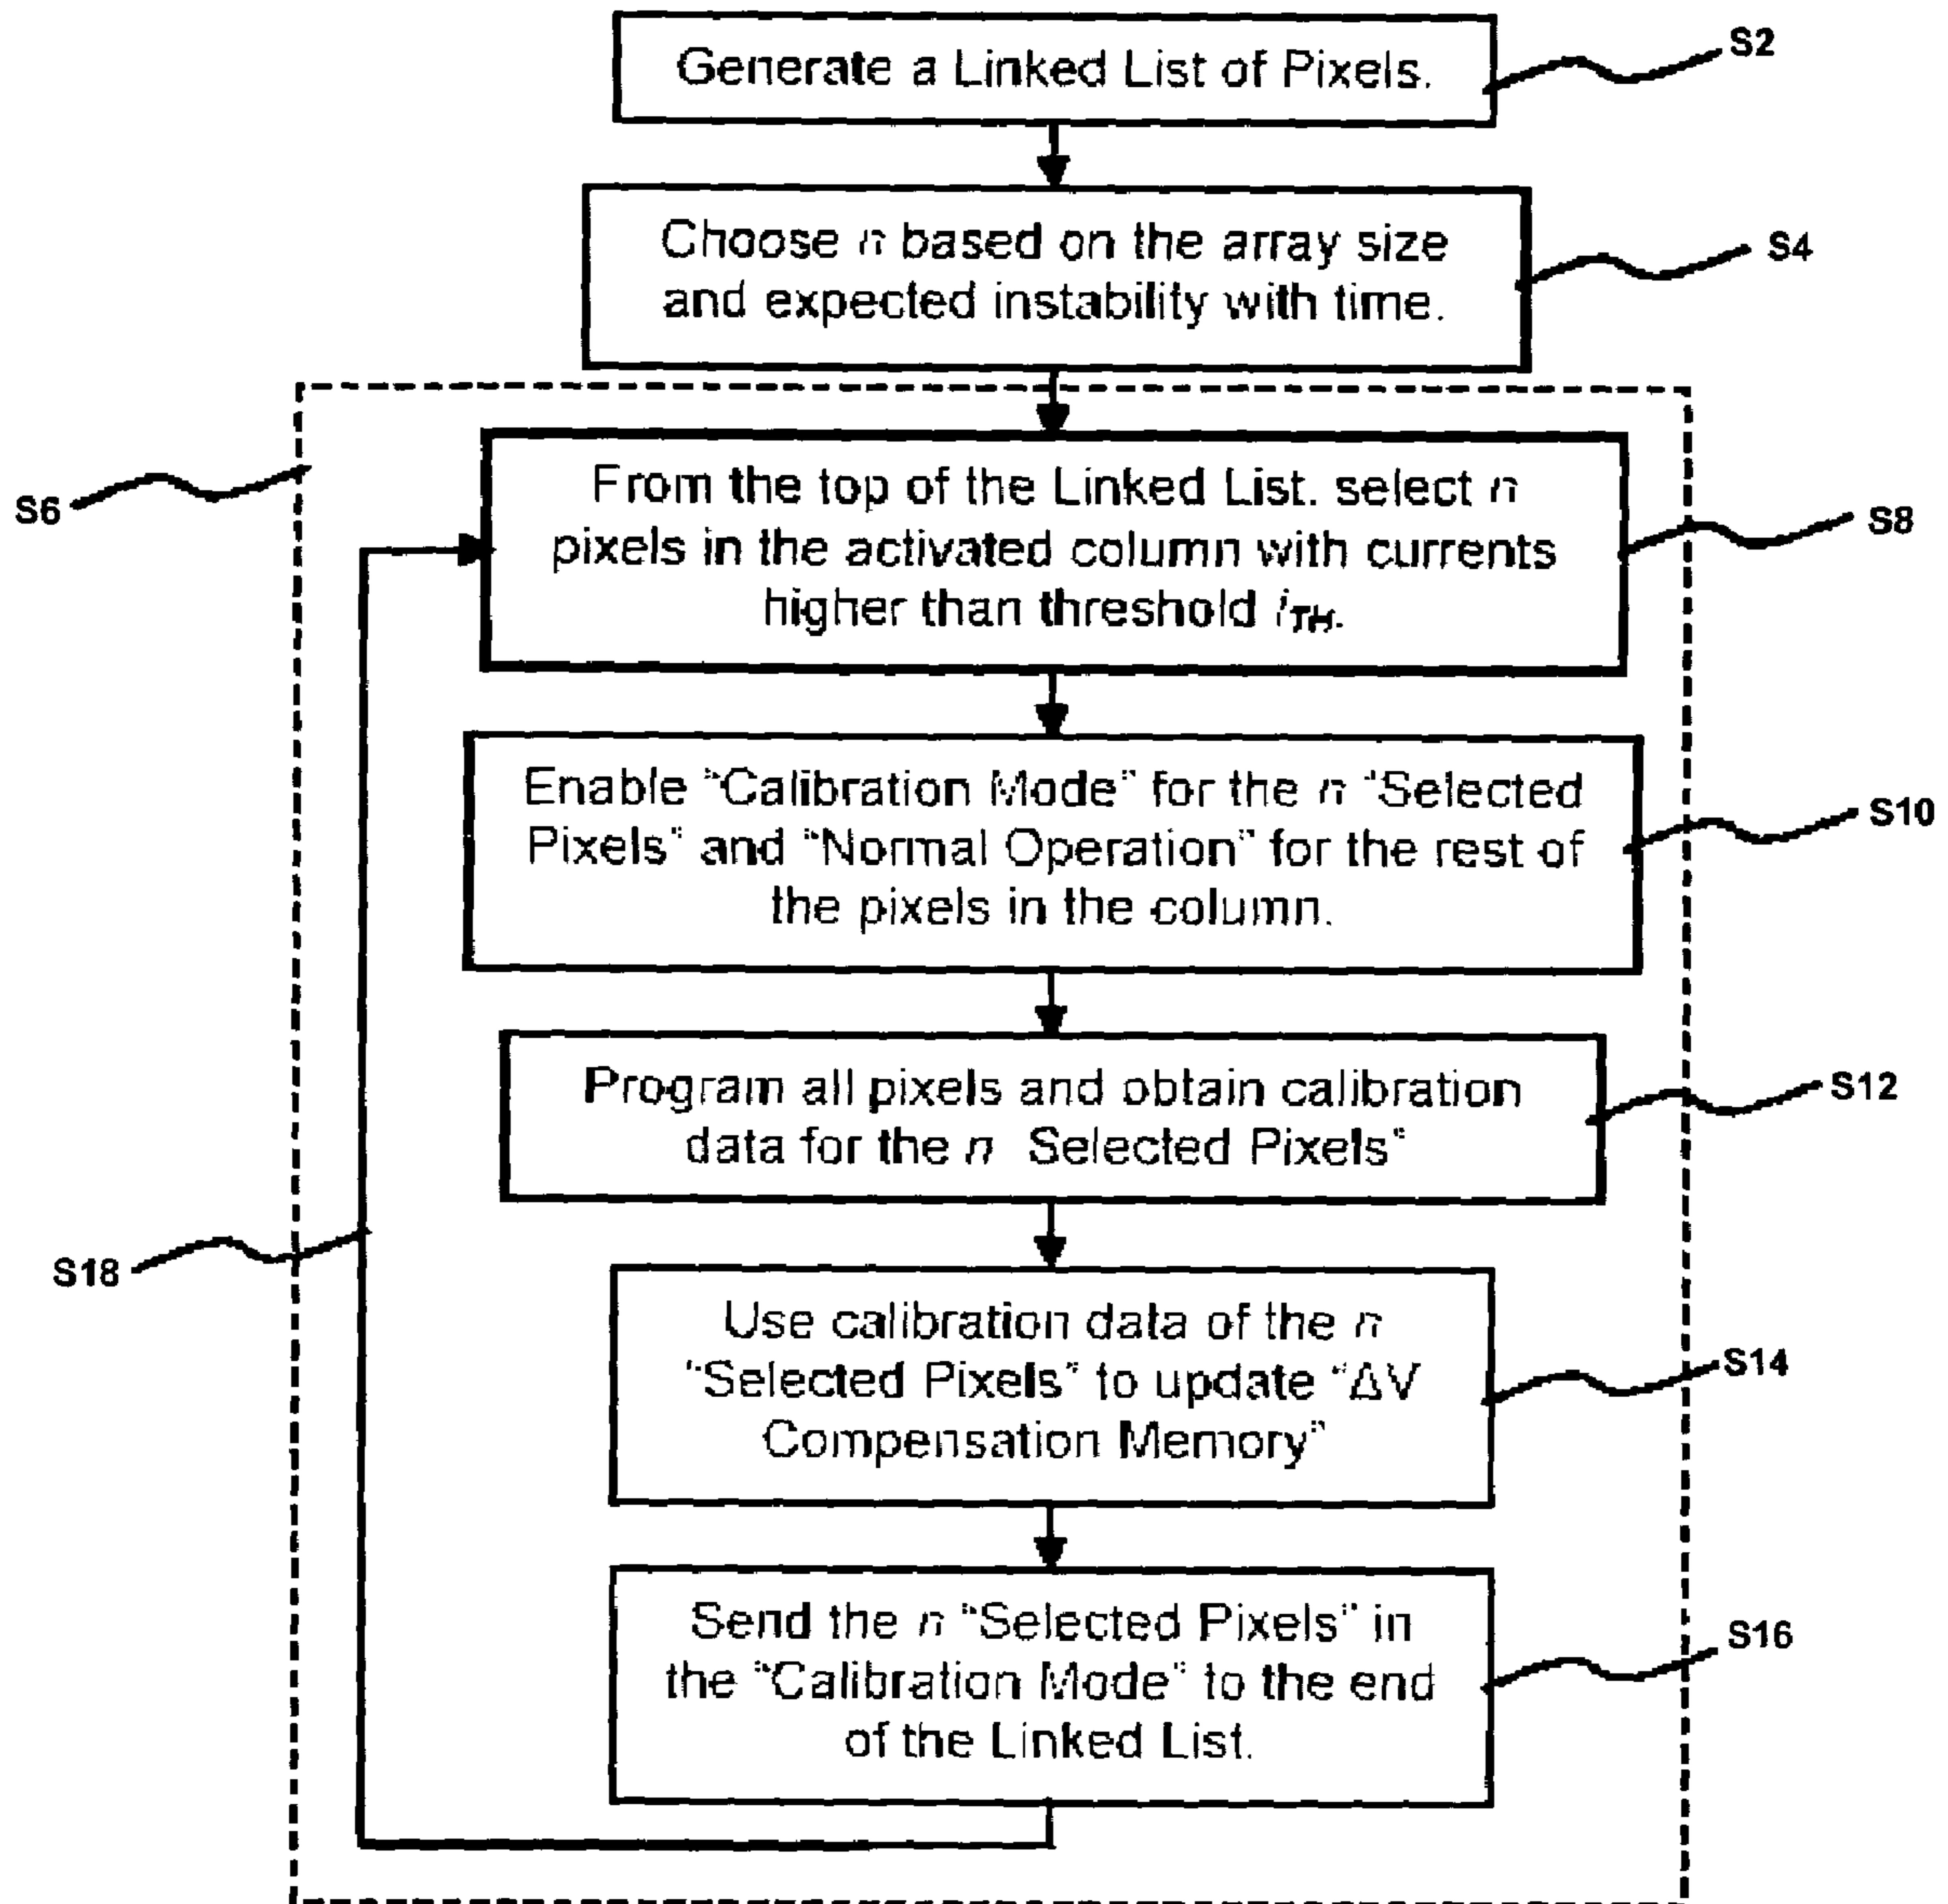 Generate a Linked List of Pixels.
S2
Choose n based on the array size
and expected instability with time.
S4
S6
From the top of the Linked List. select n
pixels in the activated column with currents
higher than threshold iTH.
S8
Enable "Calibration Mode" for the n "Selected
Pixels" and "Normal Operation" for the rest of
the pixels in the column.
S10
Program all pixels and obtain calibration
data for the n Selected Pixels"
S12
S18
Use calibration data of the n
"Selected Pixels" to update "ΔV
Compensation Memory"
S14
Send the n "Selected Pixels" in
the "Calibration Mode" to the end
of the Linked List.
S16